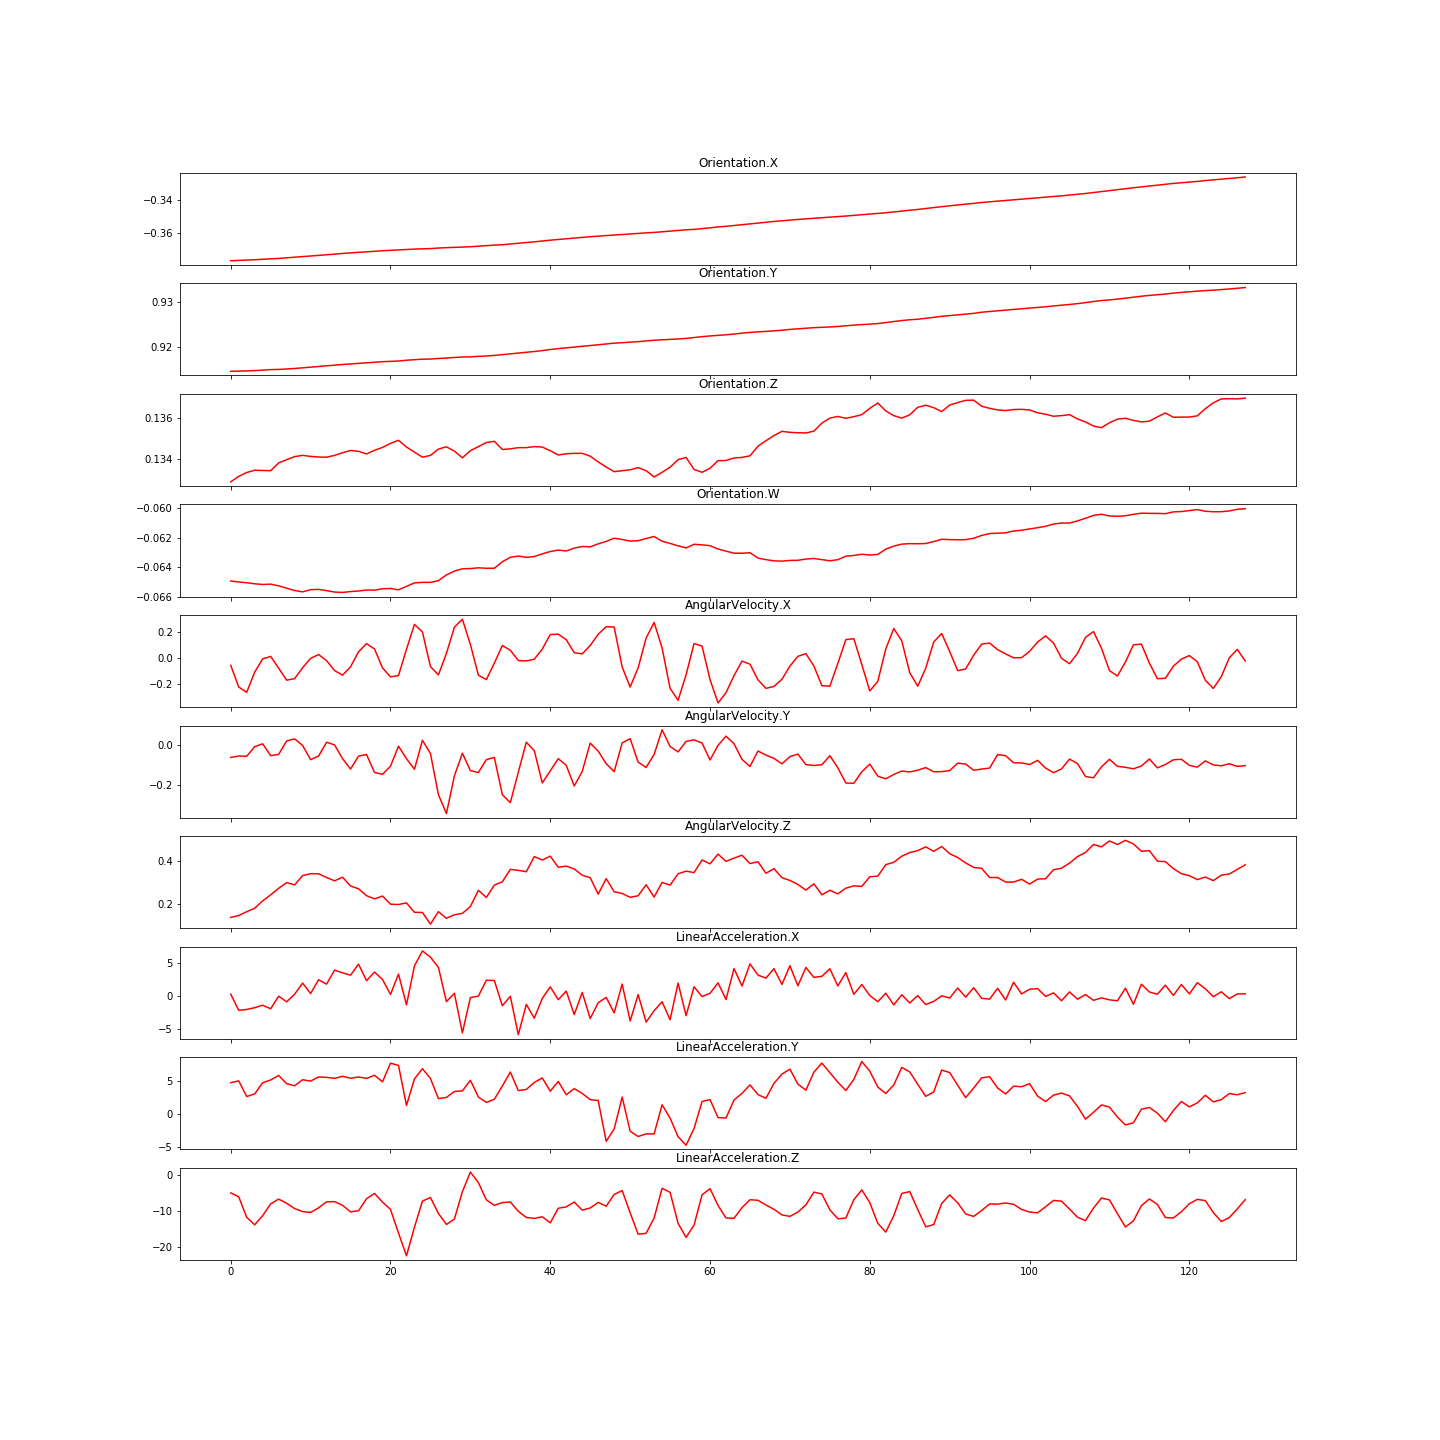 Orientation.X
−0.34
−0.36
Orientation.Y
0.93
0.92
Orientation.Z
0.136
0.134
Orientation.W
−0.060
−0.062
−0.064
−0.066
AngularVelocity.X
0.2
0.0
−0.2
AngularVelocity.Y
0.0
−0.2
AngularVelocity.Z
0.4
0.2
LinearAcceleration.X
5
0
−5
LinearAcceleration.Y
5
0
−5
LinearAcceleration.Z
0
−10
−20
0 20 40 60 80 100 120